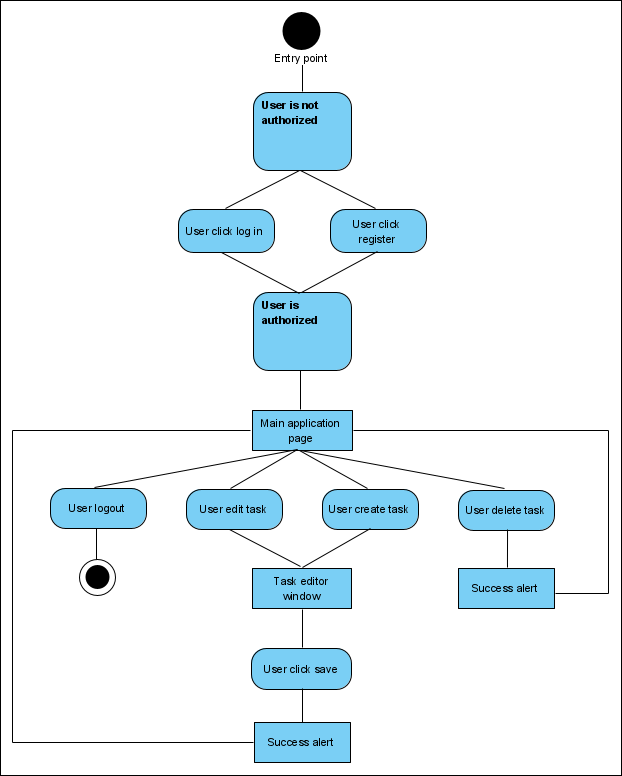 Entry point
User is not
authorized
User click log in
User click
register
User is
authorized
Main application
page
User logout
User edit task
User create task
User delete task
Task editor
window
Success alert
User click save
Success alert